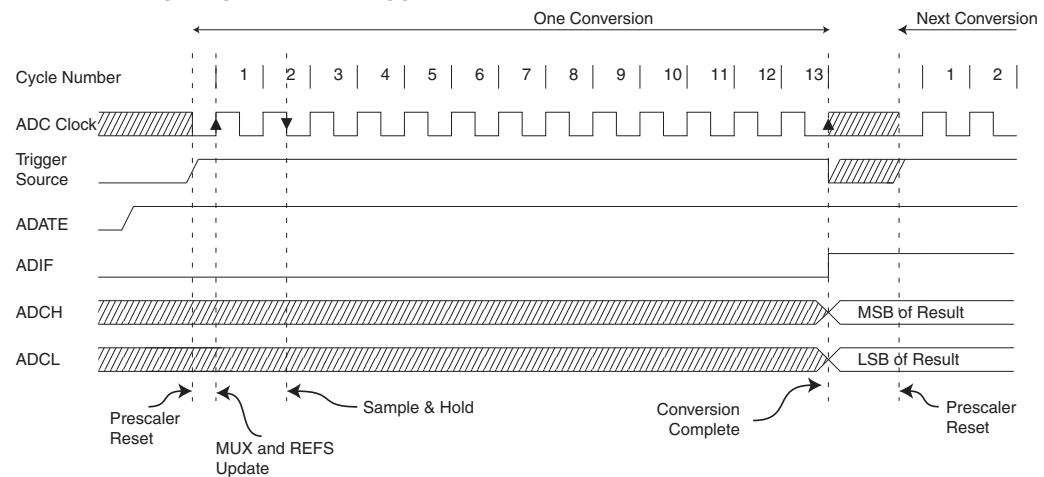 One Conversion
Next Conversion
Cycle Number
1 2 3 4 5 6 7 8 9 10 11 12 13 1 2
ADC Clock
Trigger
Source
ADATE
ADIF
ADCH
MSB of Result
ADCL
LSB of Result
Prescaler
Reset
MUX and REFS
Update
Sample & Hold
Conversion
Complete
Prescaler
Reset